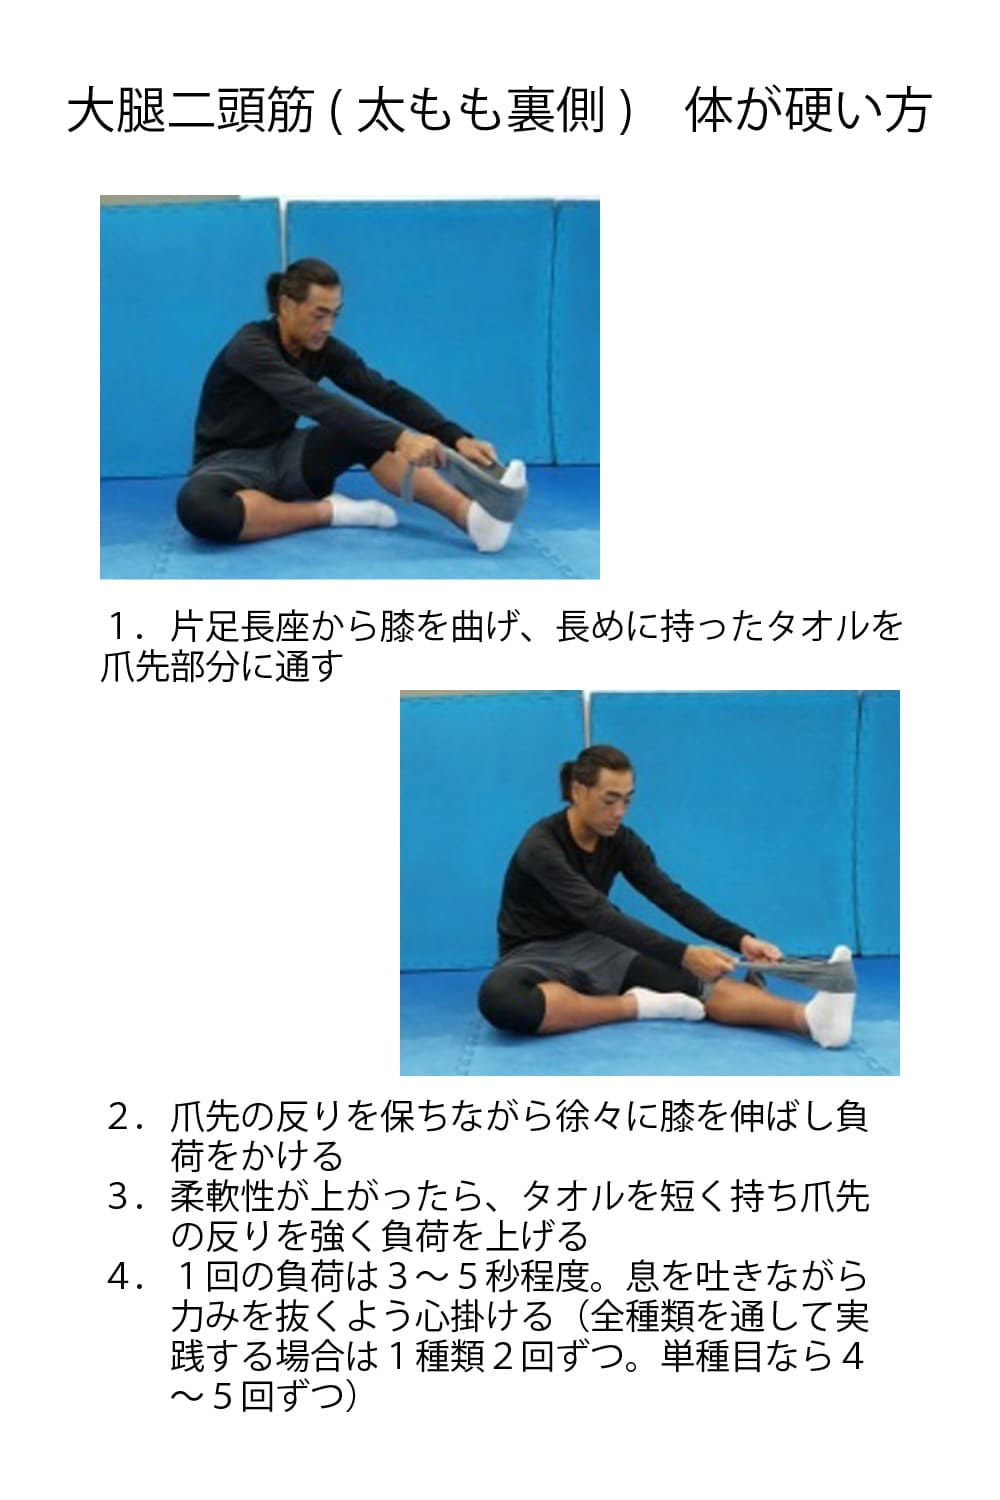 大腿二頭筋(太もも裏側)　体が硬い方
１．片足長座から膝を曲げ、長めに持ったタオルを
爪先部分に通す
２．爪先の反りを保ちながら徐々に膝を伸ばし負
荷をかける
３．柔軟性が上がったら、タオルを短く持ち爪先
の反りを強く負荷を上げる
４．１回の負荷は３～５秒程度。息を吐きながら
力みを抜くよう心掛ける（全種類を通して実
践する場合は１種類２回ずつ。単種目なら４
～５回ずつ）